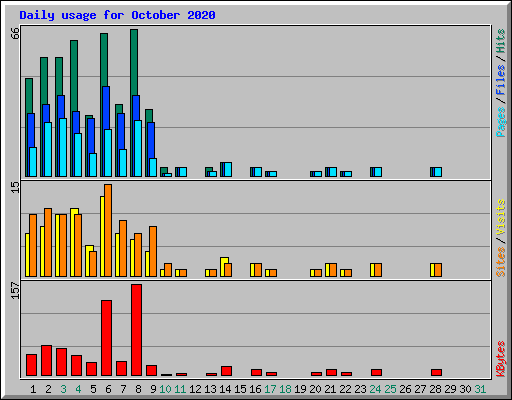 Daily usage for October 2020
66
Pages / Files / Hits
15
Sites / Visits
157
KBytes
1 2 3 4 5 6 7 8 9 10 11 12 13 14 15 16 17 18 19 20 21 22 23 24 25 26 27 28 29 30 31